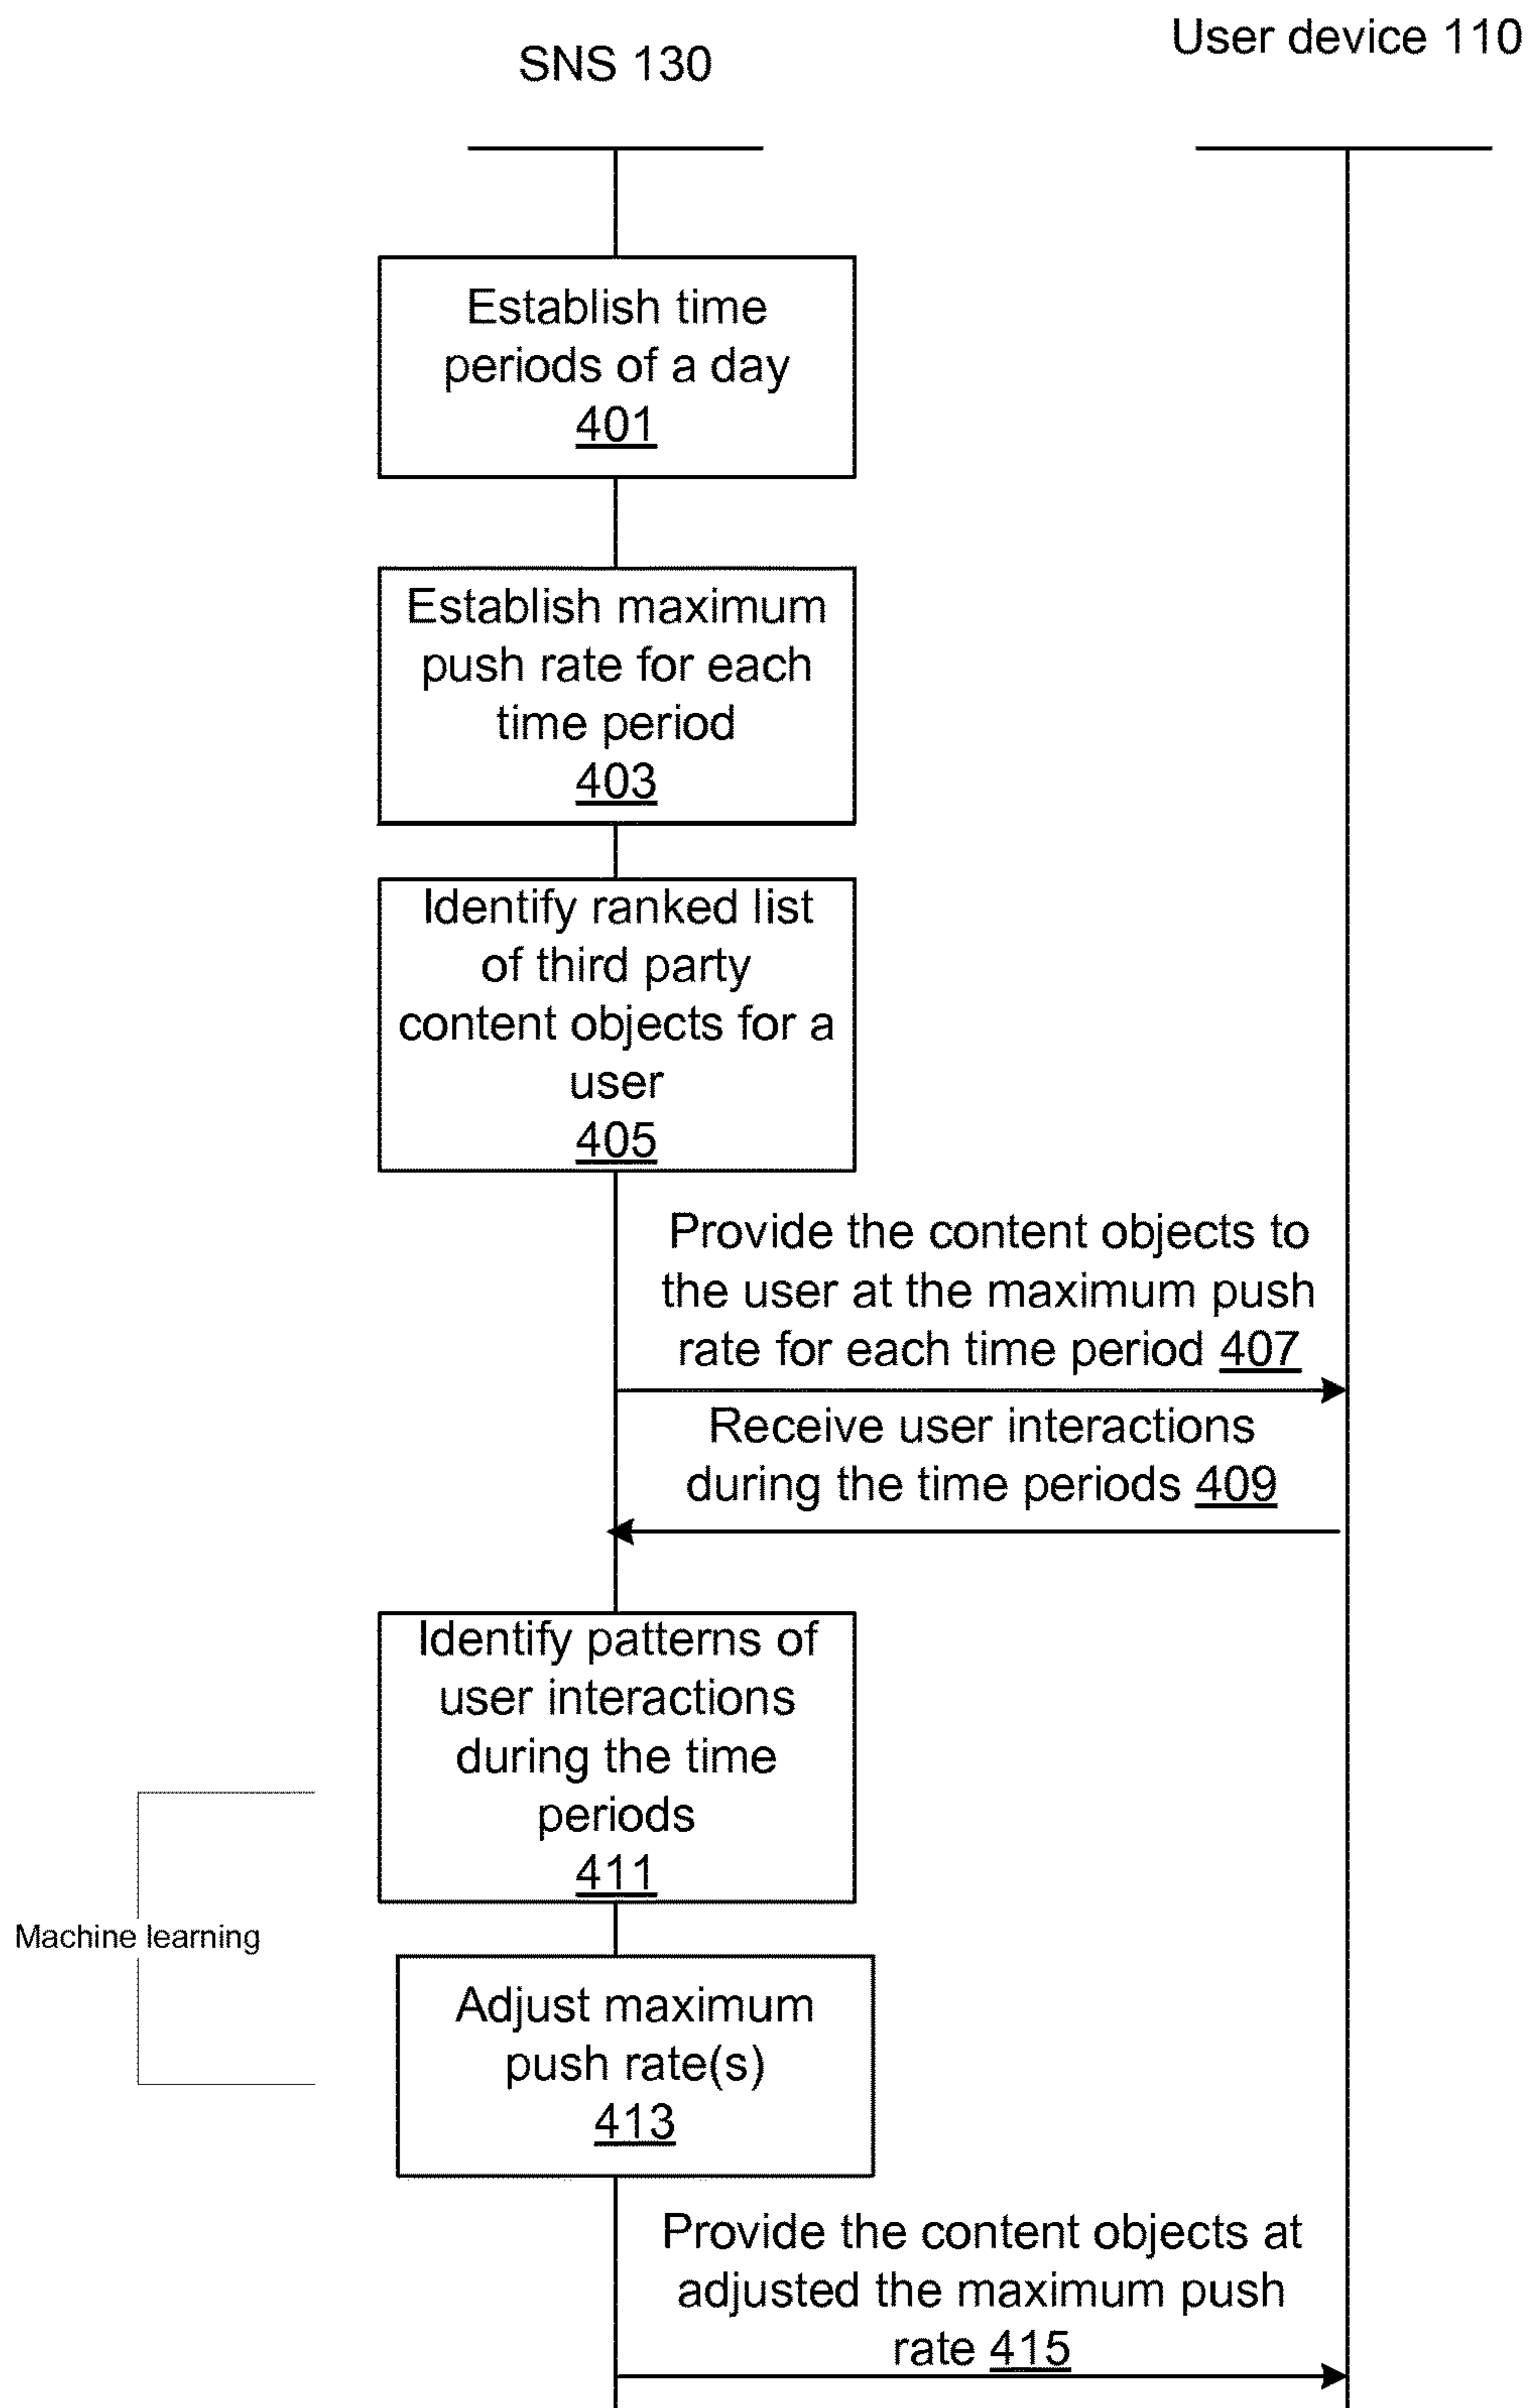 SNS 130
User device 110
Establish time
periods of a day
401
Establish maximum
push rate for each
time period
403
Identify ranked list
of third party
content objects for a
user
405
Provide the content objects to
the user at the maximum push
rate for each time period 407
Receive user interactions
during the time periods 409
Identify patterns of
user interactions
during the time
periods
411
Machine learning
Adjust maximum
push rate(s)
413
Provide the content objects at
adjusted the maximum push
rate 415